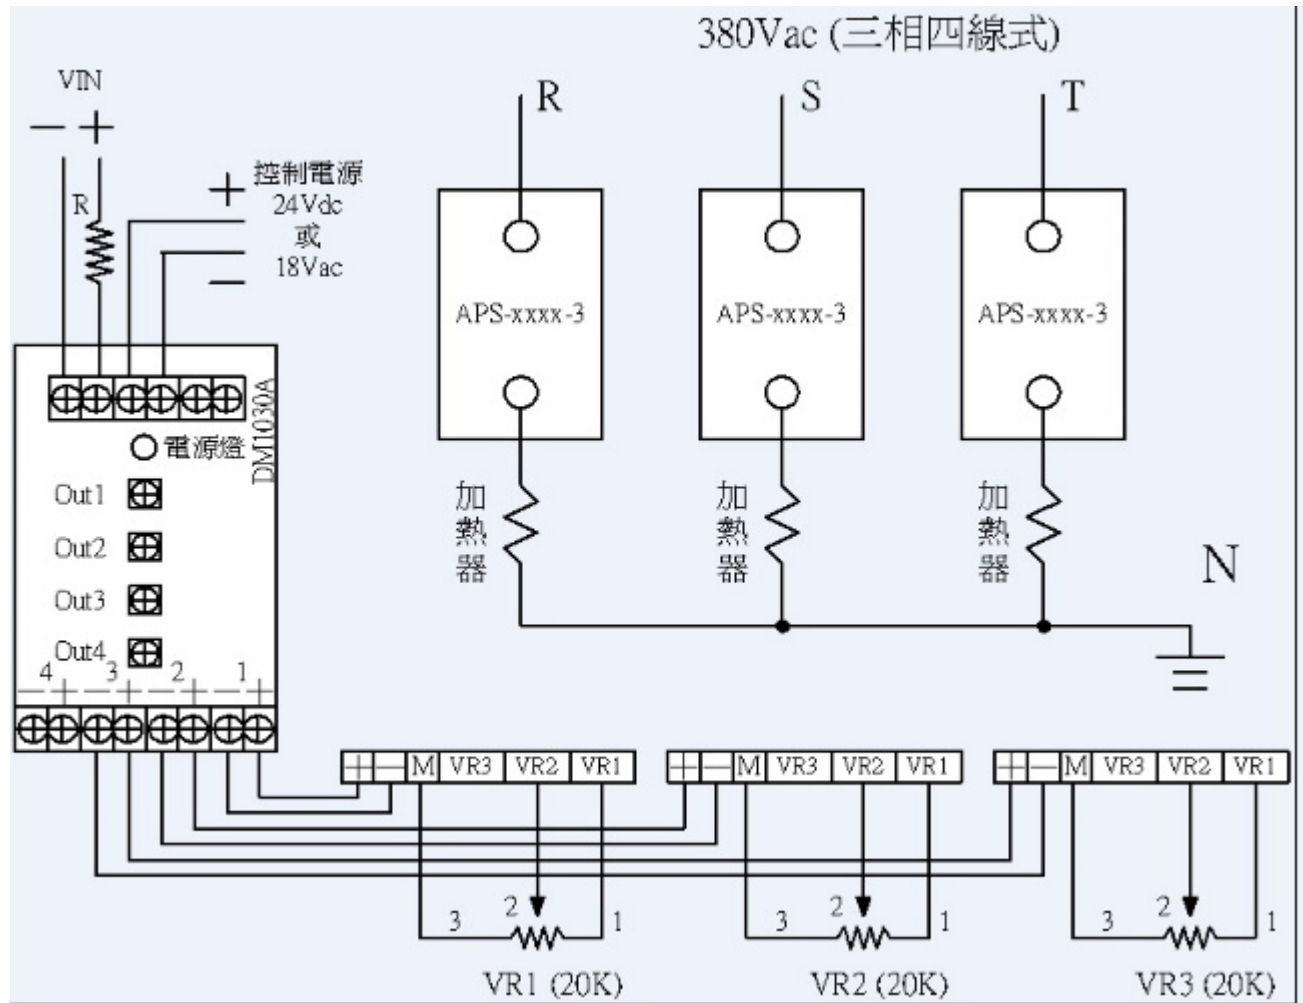 380Vac (三相四線式)
VIN
− +
R S T
+ 控制電源
24Vdc
或
18Vac
−
R
APS-xxxx-3 APS-xxxx-3 APS-xxxx-3
DM1030A
電源燈
Out1
Out2
Out3
Out4
加熱器 加熱器 加熱器
N
4 3 2 1
− + − + − + − +
+ − M VR3 VR2 VR1 + − M VR3 VR2 VR1 + − M VR3 VR2 VR1
3 2 1 3 2 1 3 2 1
VR1 (20K) VR2 (20K) VR3 (20K)